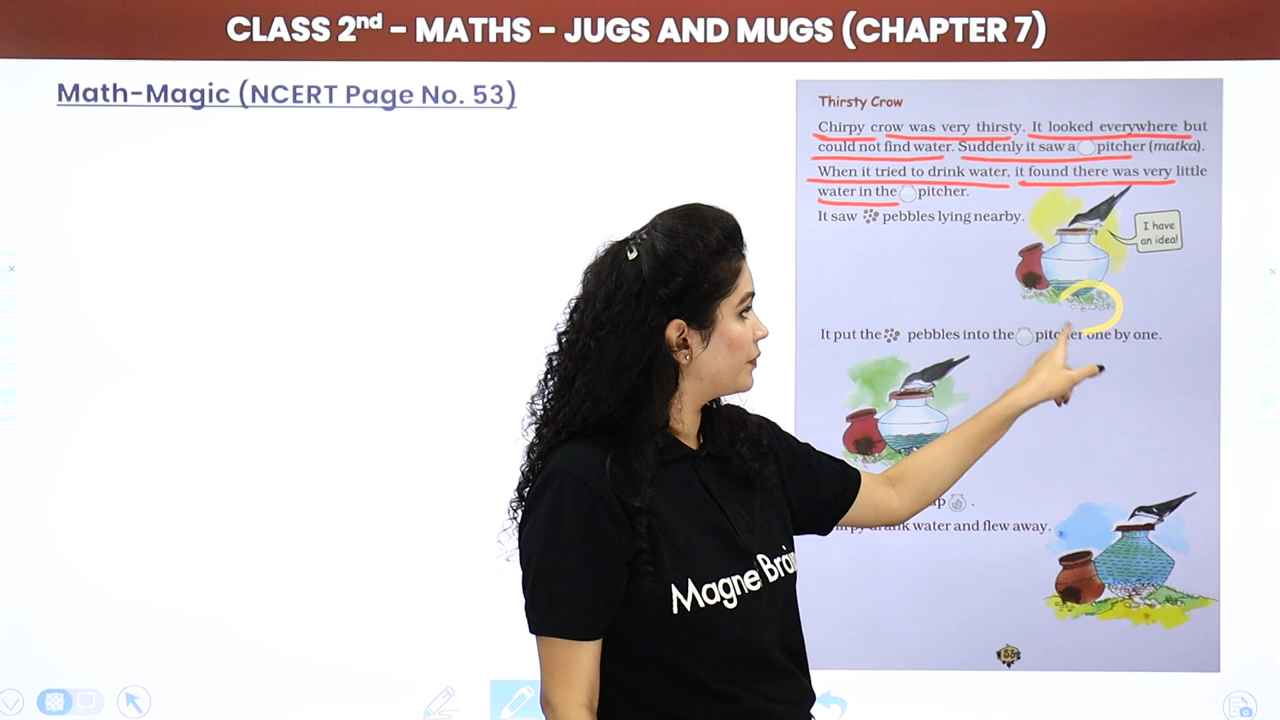 CLASS 2nd - MATHS - JUGS AND MUGS (CHAPTER 7)
Math-Magic (NCERT Page No. 53)
Thirsty Crow
Chirpy crow was very thirsty. It looked everywhere but
could not find water. Suddenly it saw a pitcher (matka).
When it tried to drink water, it found there was very little
water in the pitcher.
It saw pebbles lying nearby.
I have
an idea!
It put the pebbles into the pitcher one by one.
drank water and flew away.
53